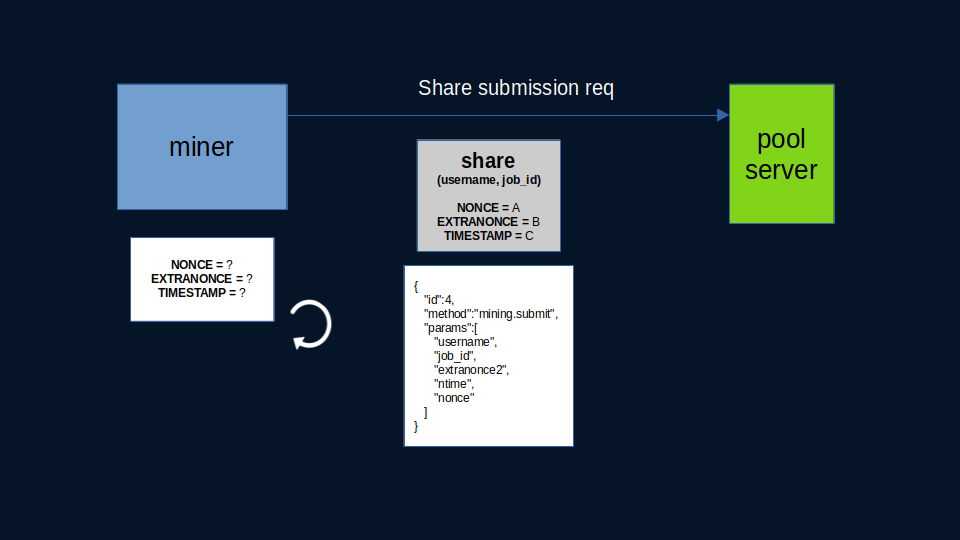 Share submission req
miner
pool
server
share
(username, job_id)
NONCE = A
EXTRANONCE = B
TIMESTAMP = C
NONCE = ?
EXTRANONCE = ?
TIMESTAMP = ?
{
"id":4,
"method":"mining.submit",
"params":[
"username",
"job_id",
"extranonce2",
"ntime",
"nonce"
]
}